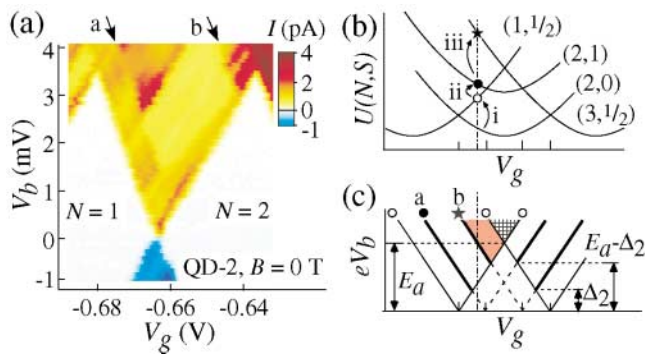 (a)
a
b
I (pA)
4
3
1
0
-1
4
3
2
1
0
-1
V_b (mV)
N = 1
N = 2
QD-2, B = 0 T
-0.68
-0.66
-0.64
V_g (V)
(b)
(1,1/2)
iii
(2,1)
ii
(2,0)
i
(3,1/2)
U(N,S)
V_g
(c)
a
b
E_a-Δ_2
E_a
Δ_2
eV_b
V_g